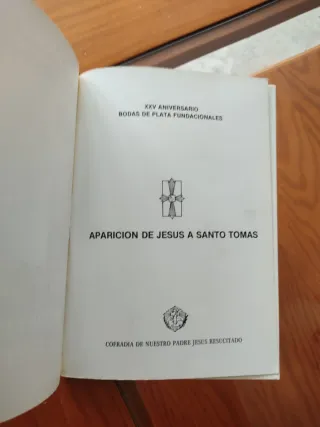 XXV ANIVERSARIO
BODAS DE PLATA FUNDACIONALES
APARICION DE JESUS A SANTO TOMAS
COFRADIA DE NUESTRO PADRE JESUS RESUCITADO